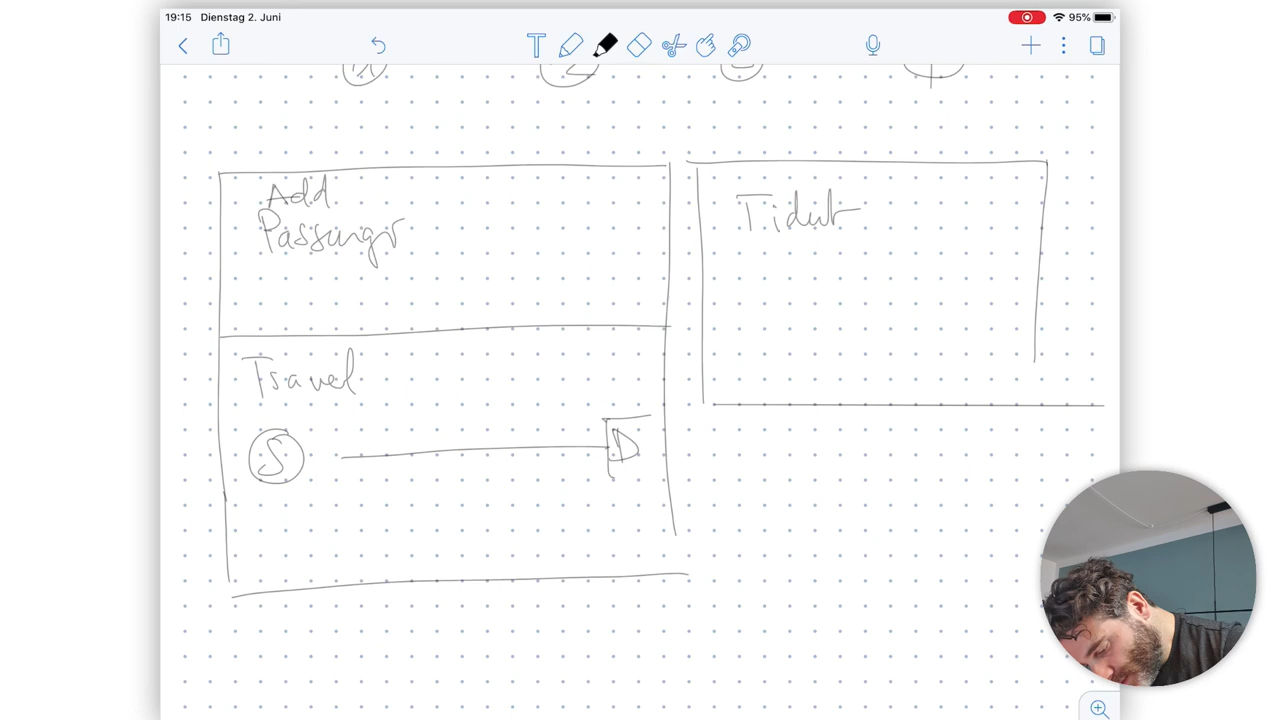 19:15 Dienstag 2. Juni
95%
T
Add
Passenger
Ticket
Travel
S
D